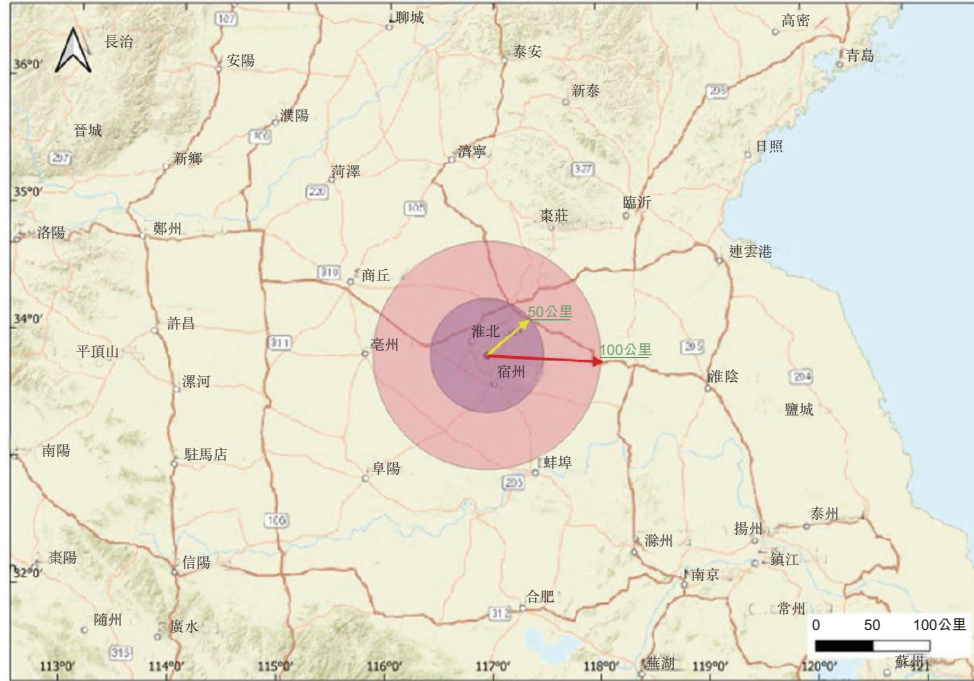 聊城
高密
107
長治
36°0'
安陽
泰安
青島
新泰
濮陽
晉城
106
新鄉
濟寧
日照
327
35°0'
菏澤
220
105
臨沂
棗莊
洛陽
鄭州
連雲港
310
商丘
34°0'
許昌
淮北
50公里
平頂山
311
亳州
100公里
205
宿州
漯河
淮陰
204
鹽城
南陽
駐馬店
阜陽
蚌埠
205
106
泰州
揚州
滁州
棗陽
32°0'
信陽
鎮江
南京
合肥
312
隨州
廣水
常州
316
0 50 100公里
113°0'
114°0'
115°0'
116°0'
117°0'
118°0'
119°0'
120°0'
121
蕪湖
蘇州